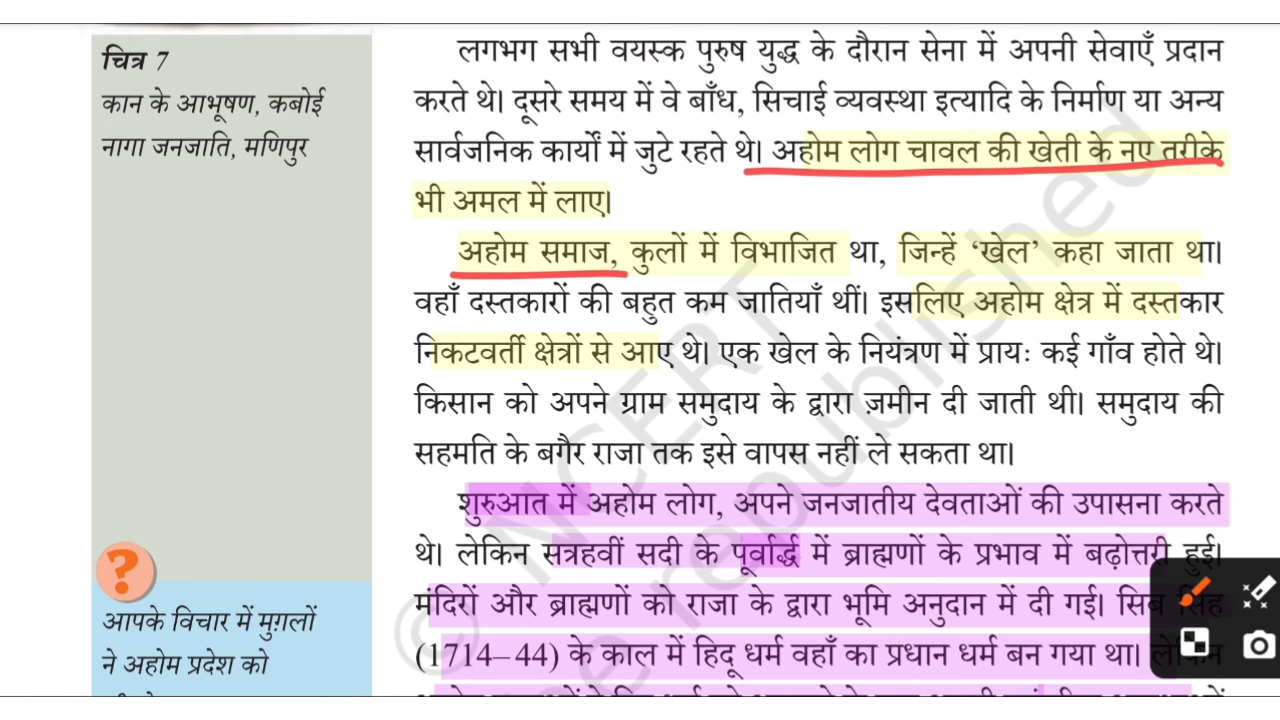 चित्र 7
कान के आभूषण, कबोई
नागा जनजाति, मणिपुर
आपके विचार में मुग़लों
ने अहोम प्रदेश को
लगभग सभी वयस्क पुरुष युद्ध के दौरान सेना में अपनी सेवाएँ प्रदान
करते थे। दूसरे समय में वे बाँध, सिचाई व्यवस्था इत्यादि के निर्माण या अन्य
सार्वजनिक कार्यों में जुटे रहते थे। अहोम लोग चावल की खेती के नए तरीके
भी अमल में लाए।
अहोम समाज, कुलों में विभाजित था, जिन्हें ‘खेल’ कहा जाता था।
वहाँ दस्तकारों की बहुत कम जातियाँ थीं। इसलिए अहोम क्षेत्र में दस्तकार
निकटवर्ती क्षेत्रों से आए थे। एक खेल के नियंत्रण में प्रायः कई गाँव होते थे।
किसान को अपने ग्राम समुदाय के द्वारा ज़मीन दी जाती थी। समुदाय की
सहमति के बगैर राजा तक इसे वापस नहीं ले सकता था।
शुरुआत में अहोम लोग, अपने जनजातीय देवताओं की उपासना करते
थे। लेकिन सत्रहवीं सदी के पूर्वार्द्ध में ब्राह्मणों के प्रभाव में बढ़ोत्तरी हुई।
मंदिरों और ब्राह्मणों को राजा के द्वारा भूमि अनुदान में दी गई। सिब सिंह
(1714–44) के काल में हिंदू धर्म वहाँ का प्रधान धर्म बन गया था। लेकिन
© NCERT
republished